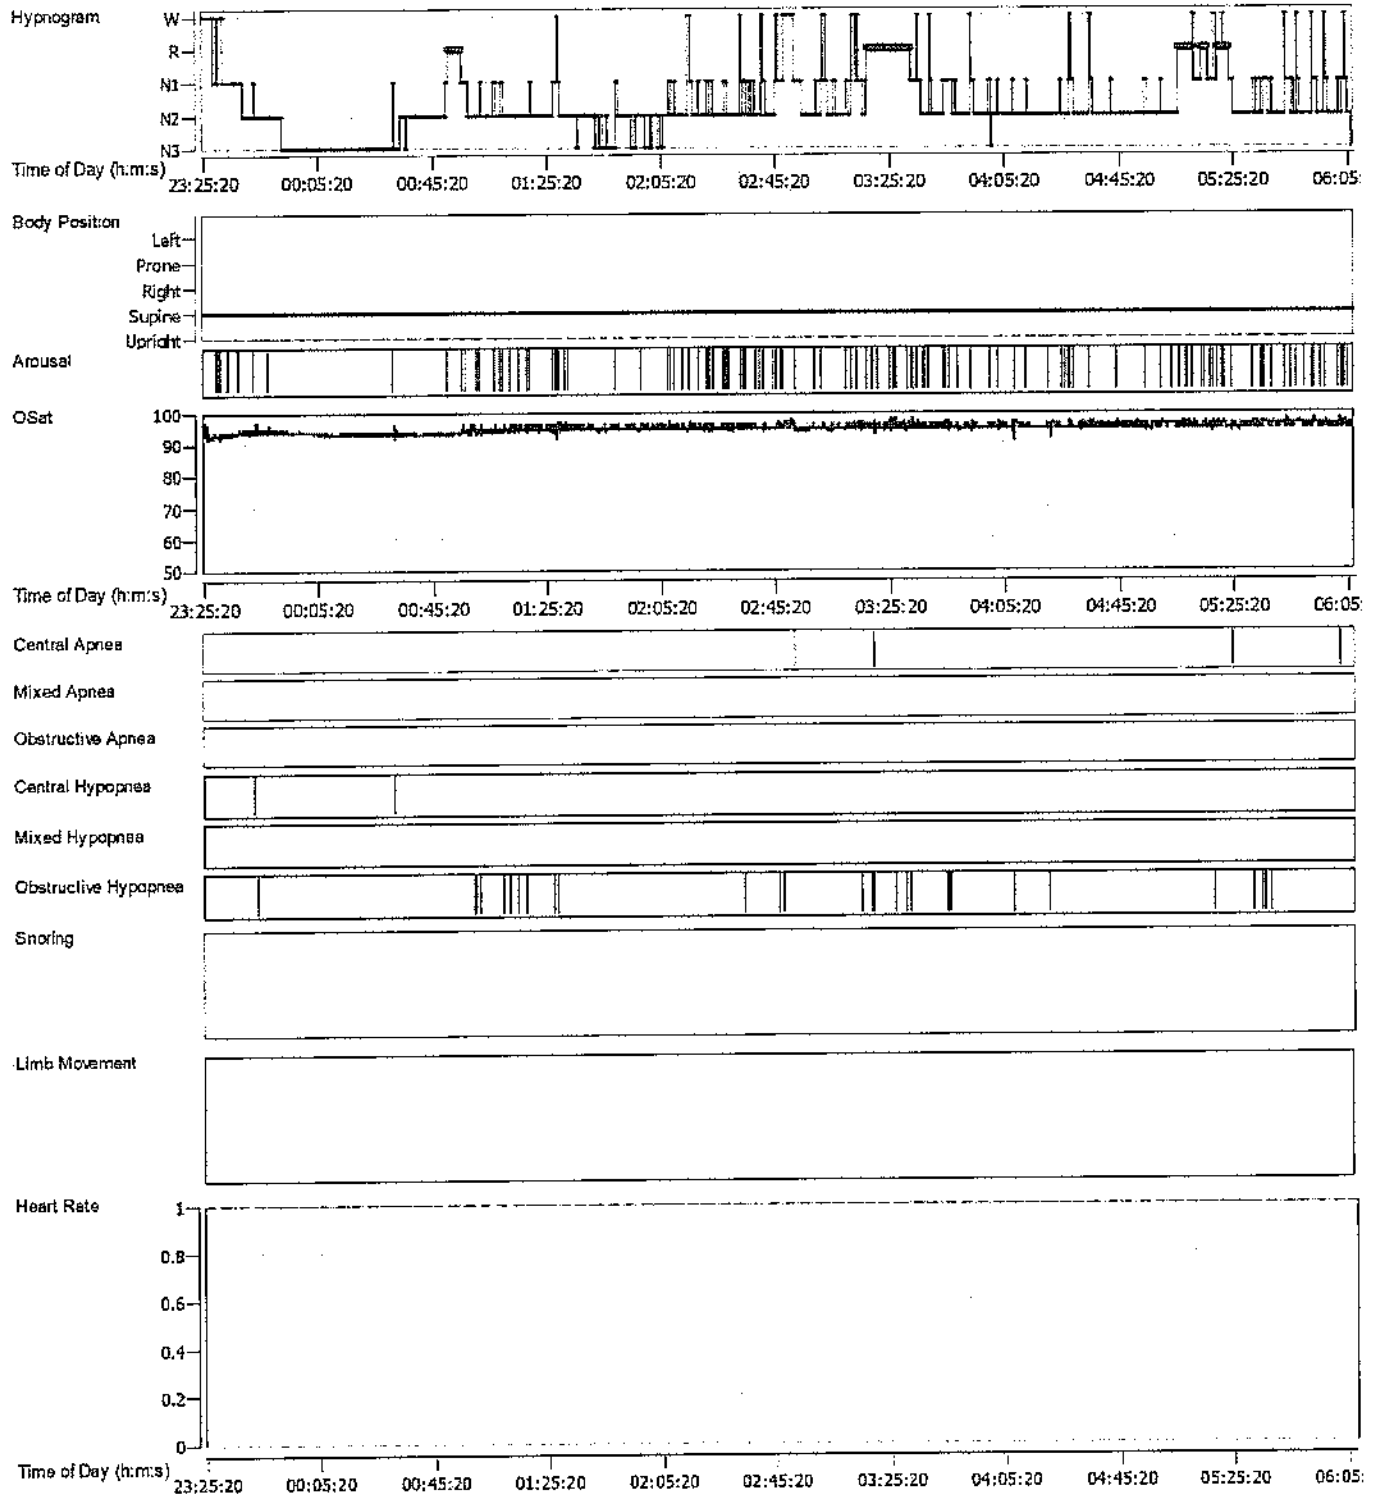 Hypnogram
W
R
N1
N2
N3
Time of Day (h:m:s)
23:25:20 00:05:20 00:45:20 01:25:20 02:05:20 02:45:20 03:25:20 04:05:20 04:45:20 05:25:20 06:05:
Body Position
Left
Prone
Right
Supine
Upright
Arousal
OSat
100
90
80
70
60
50
Time of Day (h:m:s)
23:25:20 00:05:20 00:45:20 01:25:20 02:05:20 02:45:20 03:25:20 04:05:20 04:45:20 05:25:20 06:05:
Central Apnea
Mixed Apnea
Obstructive Apnea
Central Hypopnea
Mixed Hypopnea
Obstructive Hypopnea
Snoring
Limb Movement
Heart Rate
1
0.8
0.6
0.4
0.2
0
Time of Day (h:m:s)
23:25:20 00:05:20 00:45:20 01:25:20 02:05:20 02:45:20 03:25:20 04:05:20 04:45:20 05:25:20 06:05: